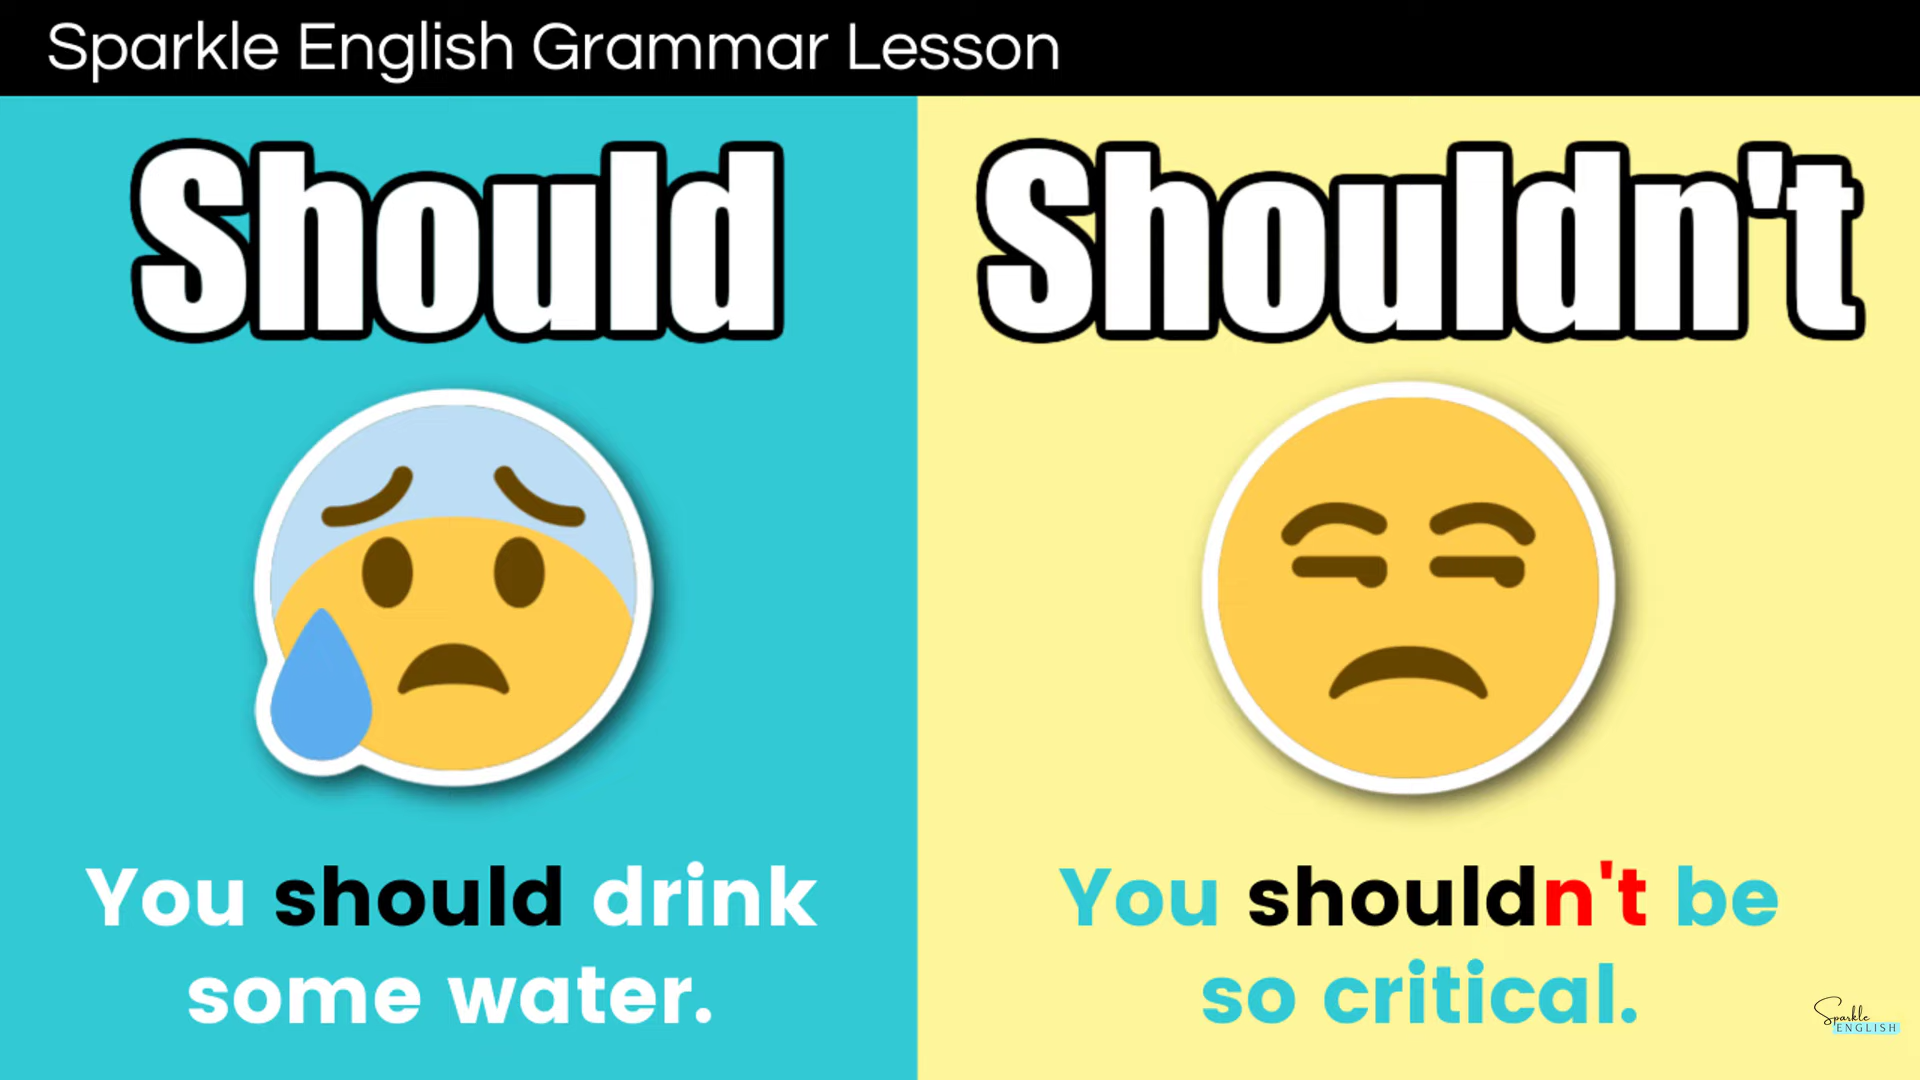 Sparkle English Grammar Lesson
Should
You should drink
some water.
Shouldn't
You shouldn't be
so critical.
Sparkle
ENGLISH